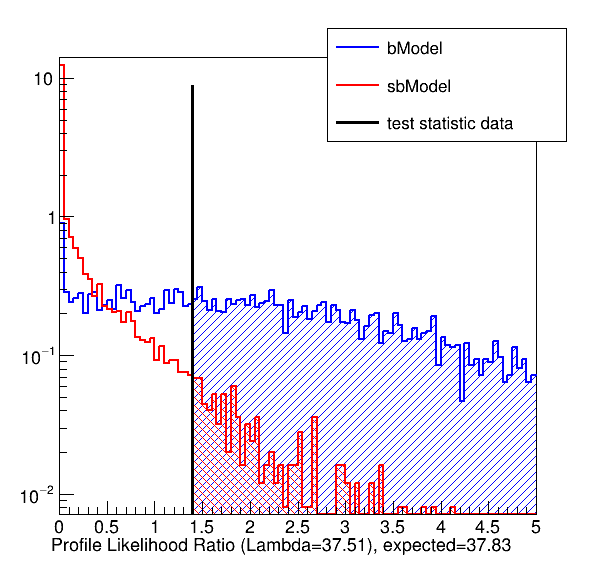 bModel
sbModel
test statistic data
10
1
10⁻¹
10⁻²
0 0.5 1 1.5 2 2.5 3 3.5 4 4.5 5
Profile Likelihood Ratio (Lambda=37.51), expected=37.83